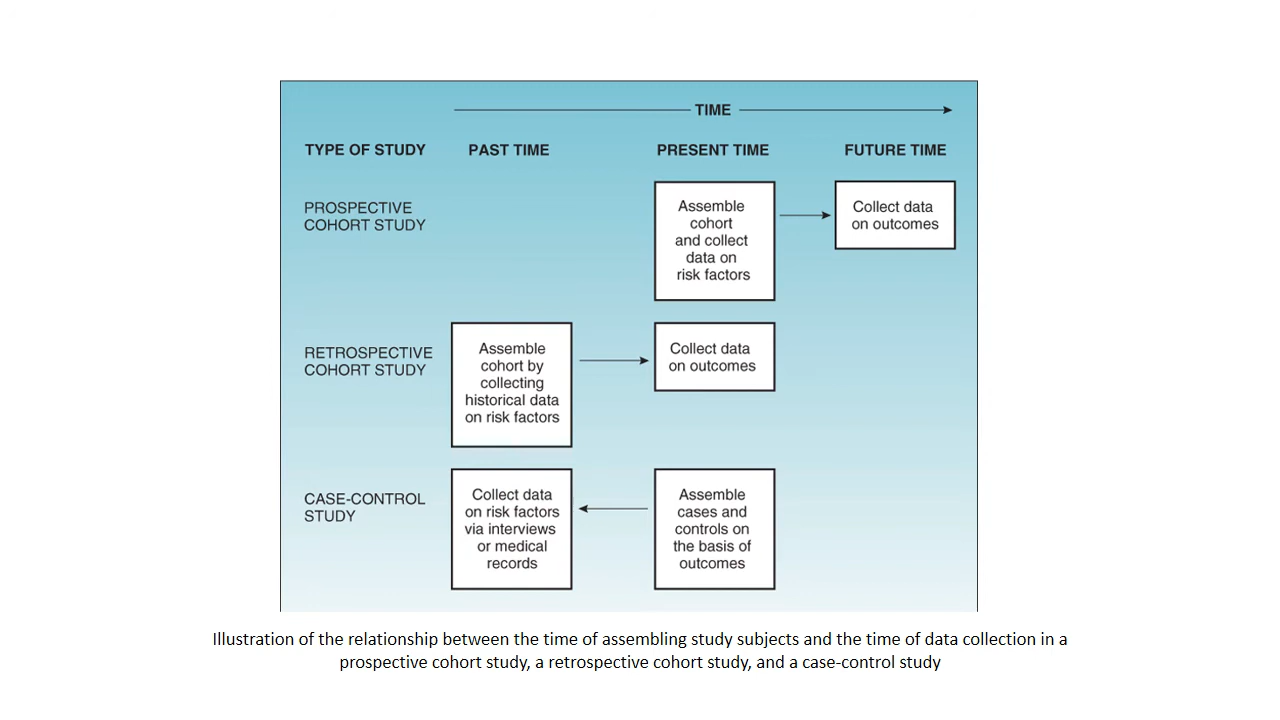 TIME
TYPE OF STUDY PAST TIME PRESENT TIME FUTURE TIME
PROSPECTIVE
COHORT STUDY
Assemble
cohort
and collect
data on
risk factors
Collect data
on outcomes
RETROSPECTIVE
COHORT STUDY
Assemble
cohort by
collecting
historical data
on risk factors
Collect data
on outcomes
CASE-CONTROL
STUDY
Collect data
on risk factors
via interviews
or medical
records
Assemble
cases and
controls on
the basis of
outcomes
Illustration of the relationship between the time of assembling study subjects and the time of data collection in a
prospective cohort study, a retrospective cohort study, and a case-control study